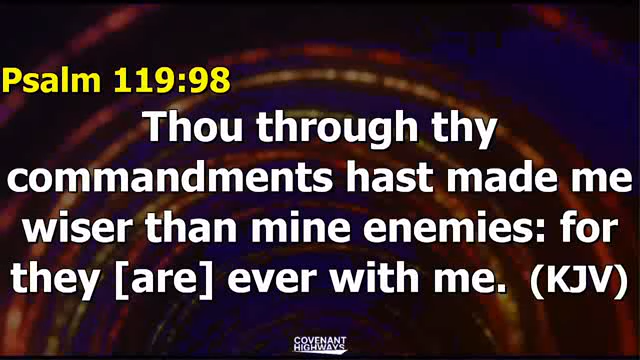 Psalm 119:98
Thou through thy
commandments hast made me
wiser than mine enemies: for
they [are] ever with me. (KJV)
COVENANT
HIGHWAYS